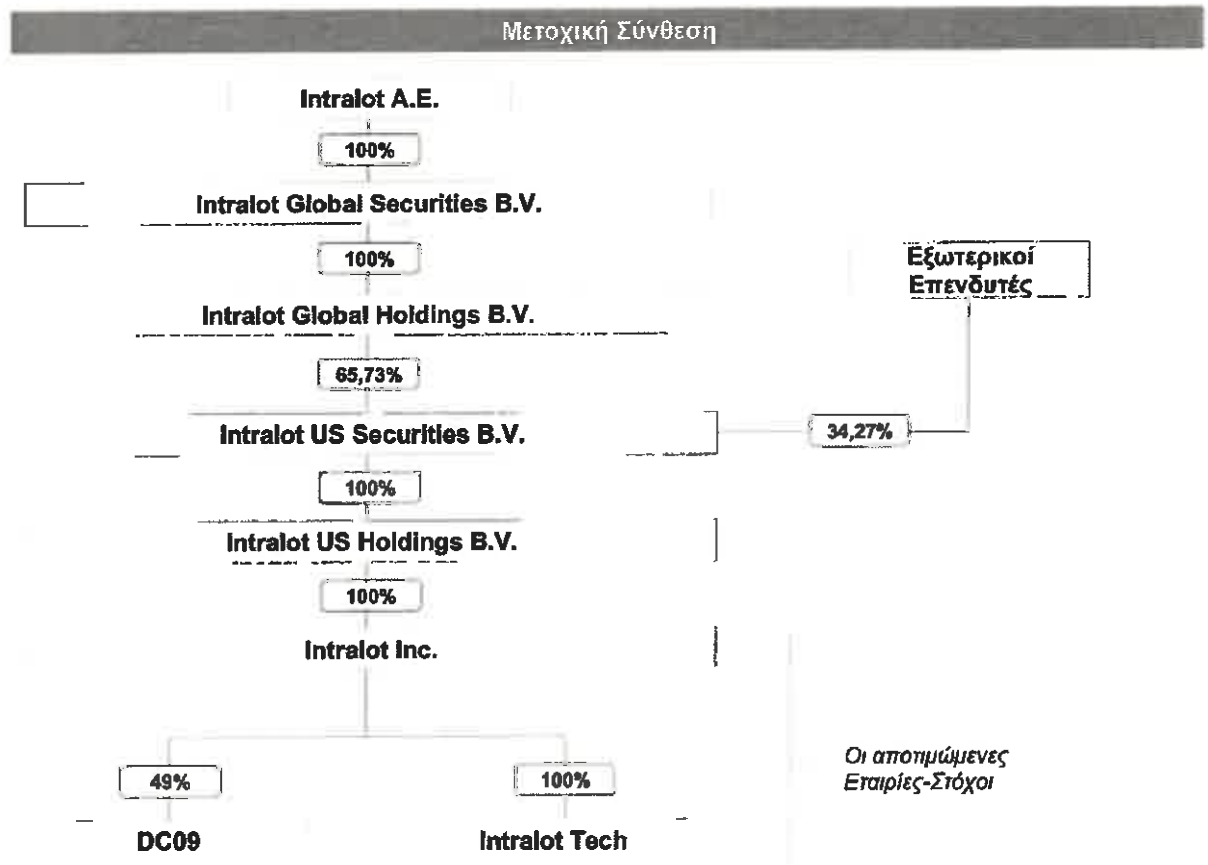 Μετοχική Σύνθεση
Intralot A.E.
100%
Intralot Global Securities B.V.
100%
Εξωτερικοί
Επενδυτές
Intralot Global Holdings B.V.
65,73%
Intralot US Securities B.V.
34,27%
100%
Intralot US Holdings B.V.
100%
Intralot Inc.
Οι αποτιμώμενες
Εταιρίες-Στόχοι
49%
100%
DC09
Intralot Tech